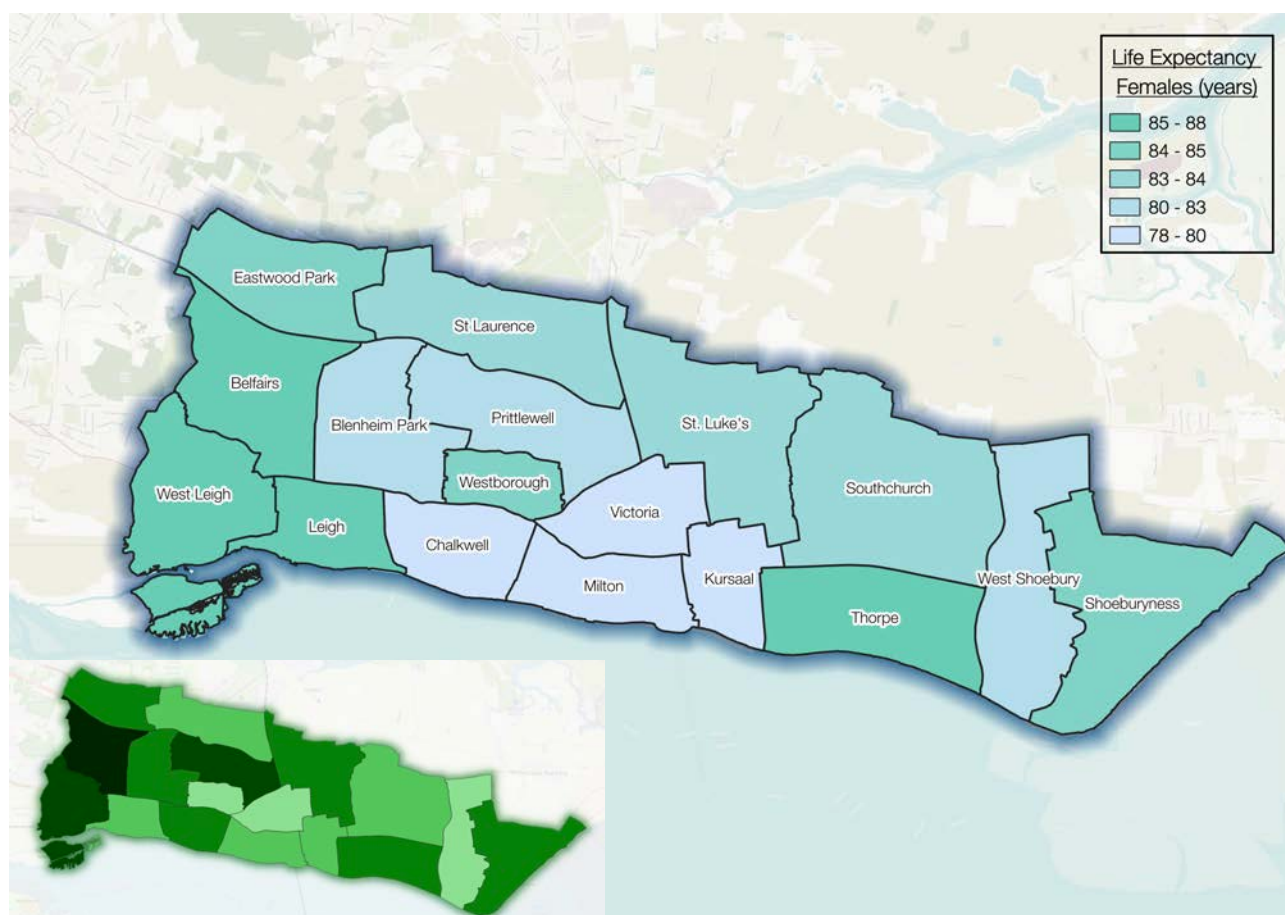 Life Expectancy
Females (years)
85 - 88
84 - 85
83 - 84
80 - 83
78 - 80
Eastwood Park
St Laurence
Belfairs
Blenheim Park
Prittlewell
St. Luke's
Westborough
Southchurch
West Leigh
Victoria
Leigh
Chalkwell
Kursaal
West Shoebury
Milton
Shoeburyness
Thorpe